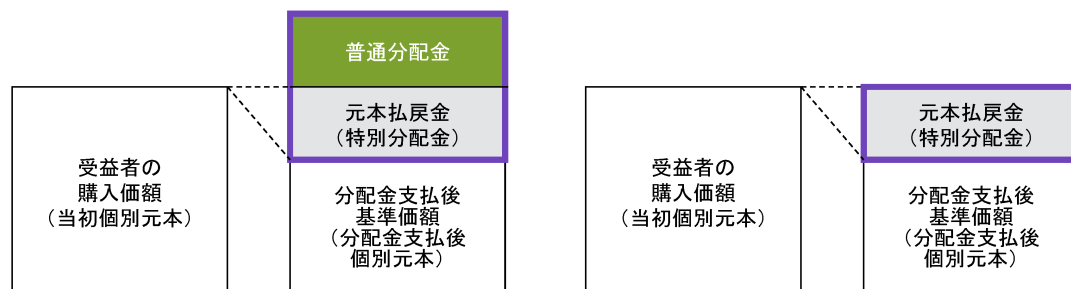 普通分配金
元本払戻金
（特別分配金）
受益者の
購入価額
（当初個別元本）
分配金支払後
基準価額
（分配金支払後
個別元本）
元本払戻金
（特別分配金）
受益者の
購入価額
（当初個別元本）
分配金支払後
基準価額
（分配金支払後
個別元本）